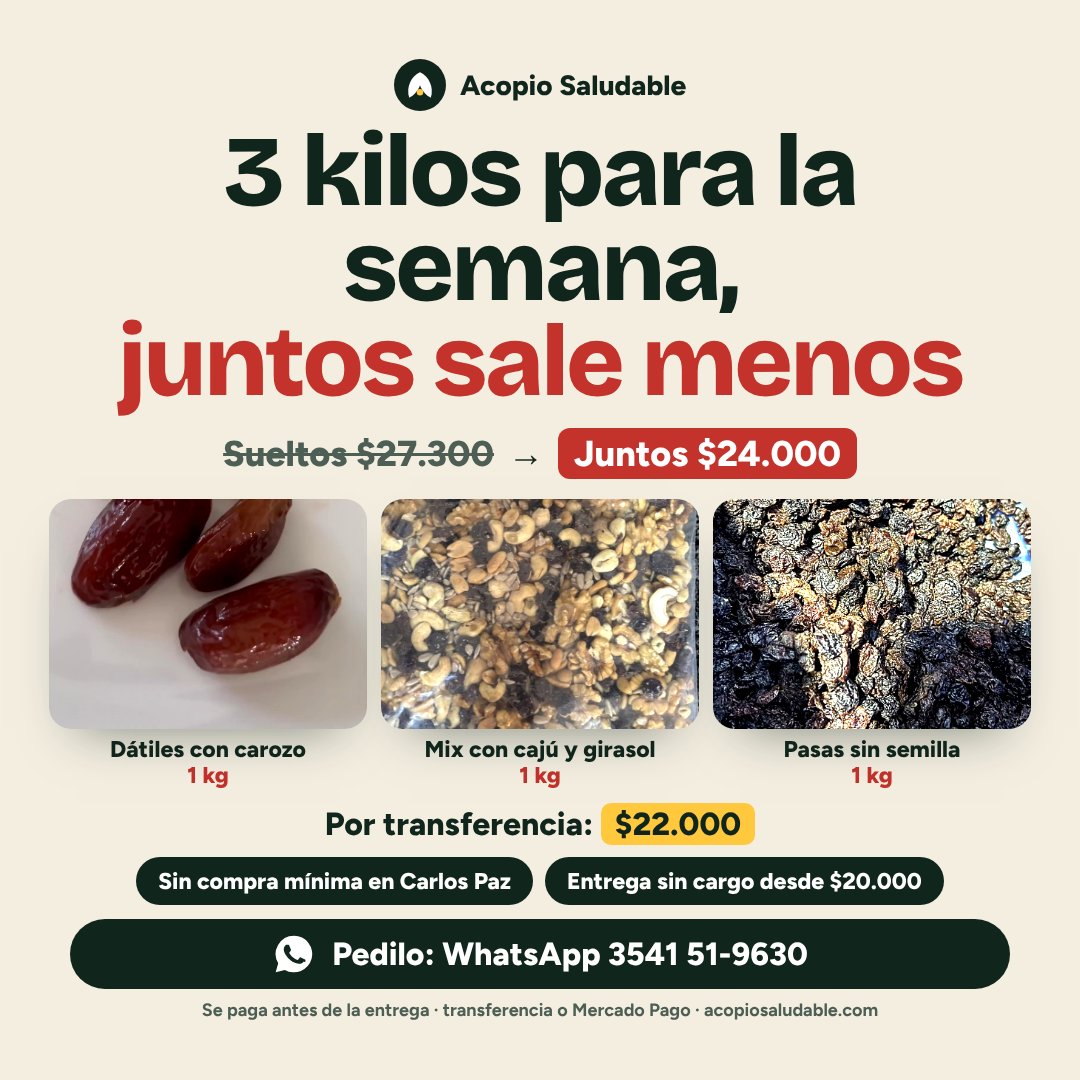 Acopio Saludable
3 kilos para la
semana,
juntos sale menos
Sueltos $27.300 → Juntos $24.000
Dátiles con carozo
1 kg
Mix con cajú y girasol
1 kg
Pasas sin semilla
1 kg
Por transferencia: $22.000
Sin compra mínima en Carlos Paz
Entrega sin cargo desde $20.000
Pedilo: WhatsApp 3541 51-9630
Se paga antes de la entrega · transferencia o Mercado Pago · acopiosaludable.com